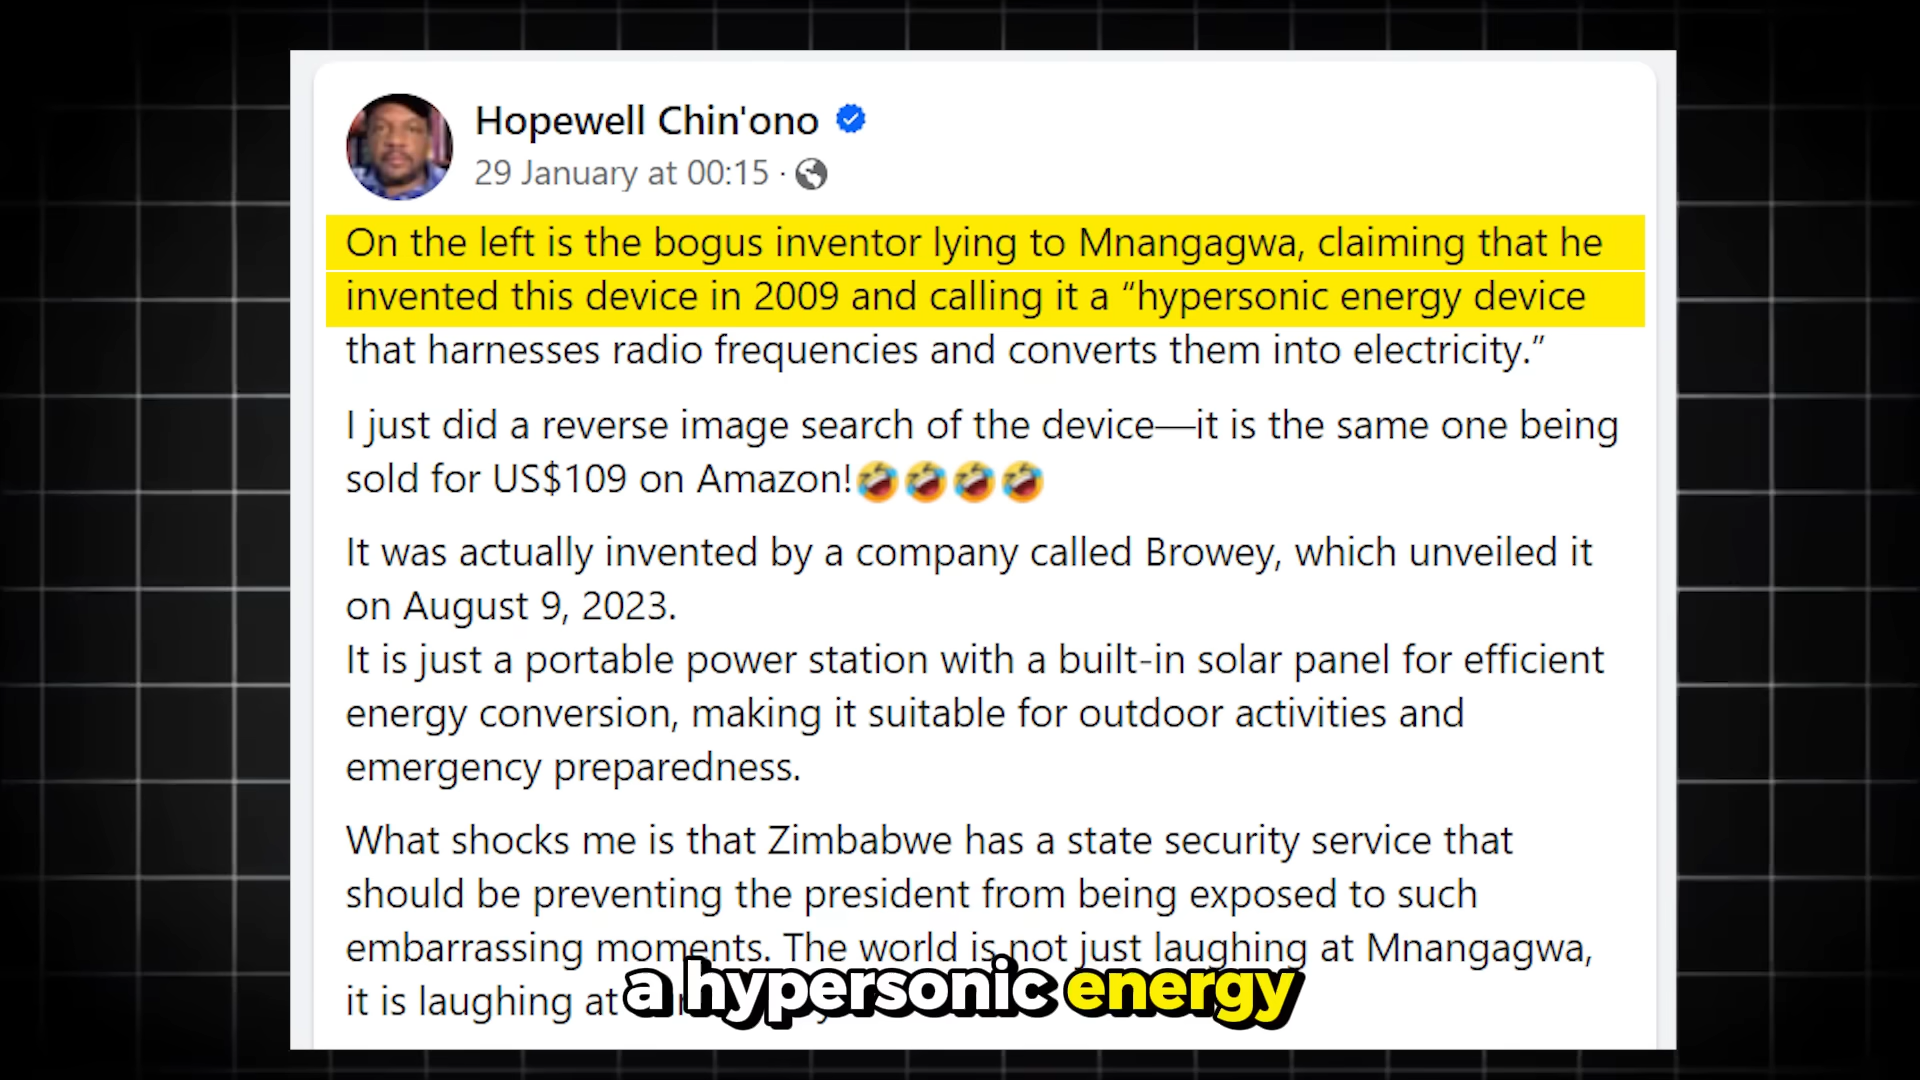 Hopewell Chin'ono
29 January at 00:15 ·
On the left is the bogus inventor lying to Mnangagwa, claiming that he
invented this device in 2009 and calling it a “hypersonic energy device
that harnesses radio frequencies and converts them into electricity.”
I just did a reverse image search of the device—it is the same one being
sold for US$109 on Amazon!🤣🤣🤣🤣
It was actually invented by a company called Browey, which unveiled it
on August 9, 2023.
It is just a portable power station with a built-in solar panel for efficient
energy conversion, making it suitable for outdoor activities and
emergency preparedness.
What shocks me is that Zimbabwe has a state security service that
should be preventing the president from being exposed to such
embarrassing moments. The world is not just laughing at Mnangagwa,
it is laughing at
a hypersonic energy